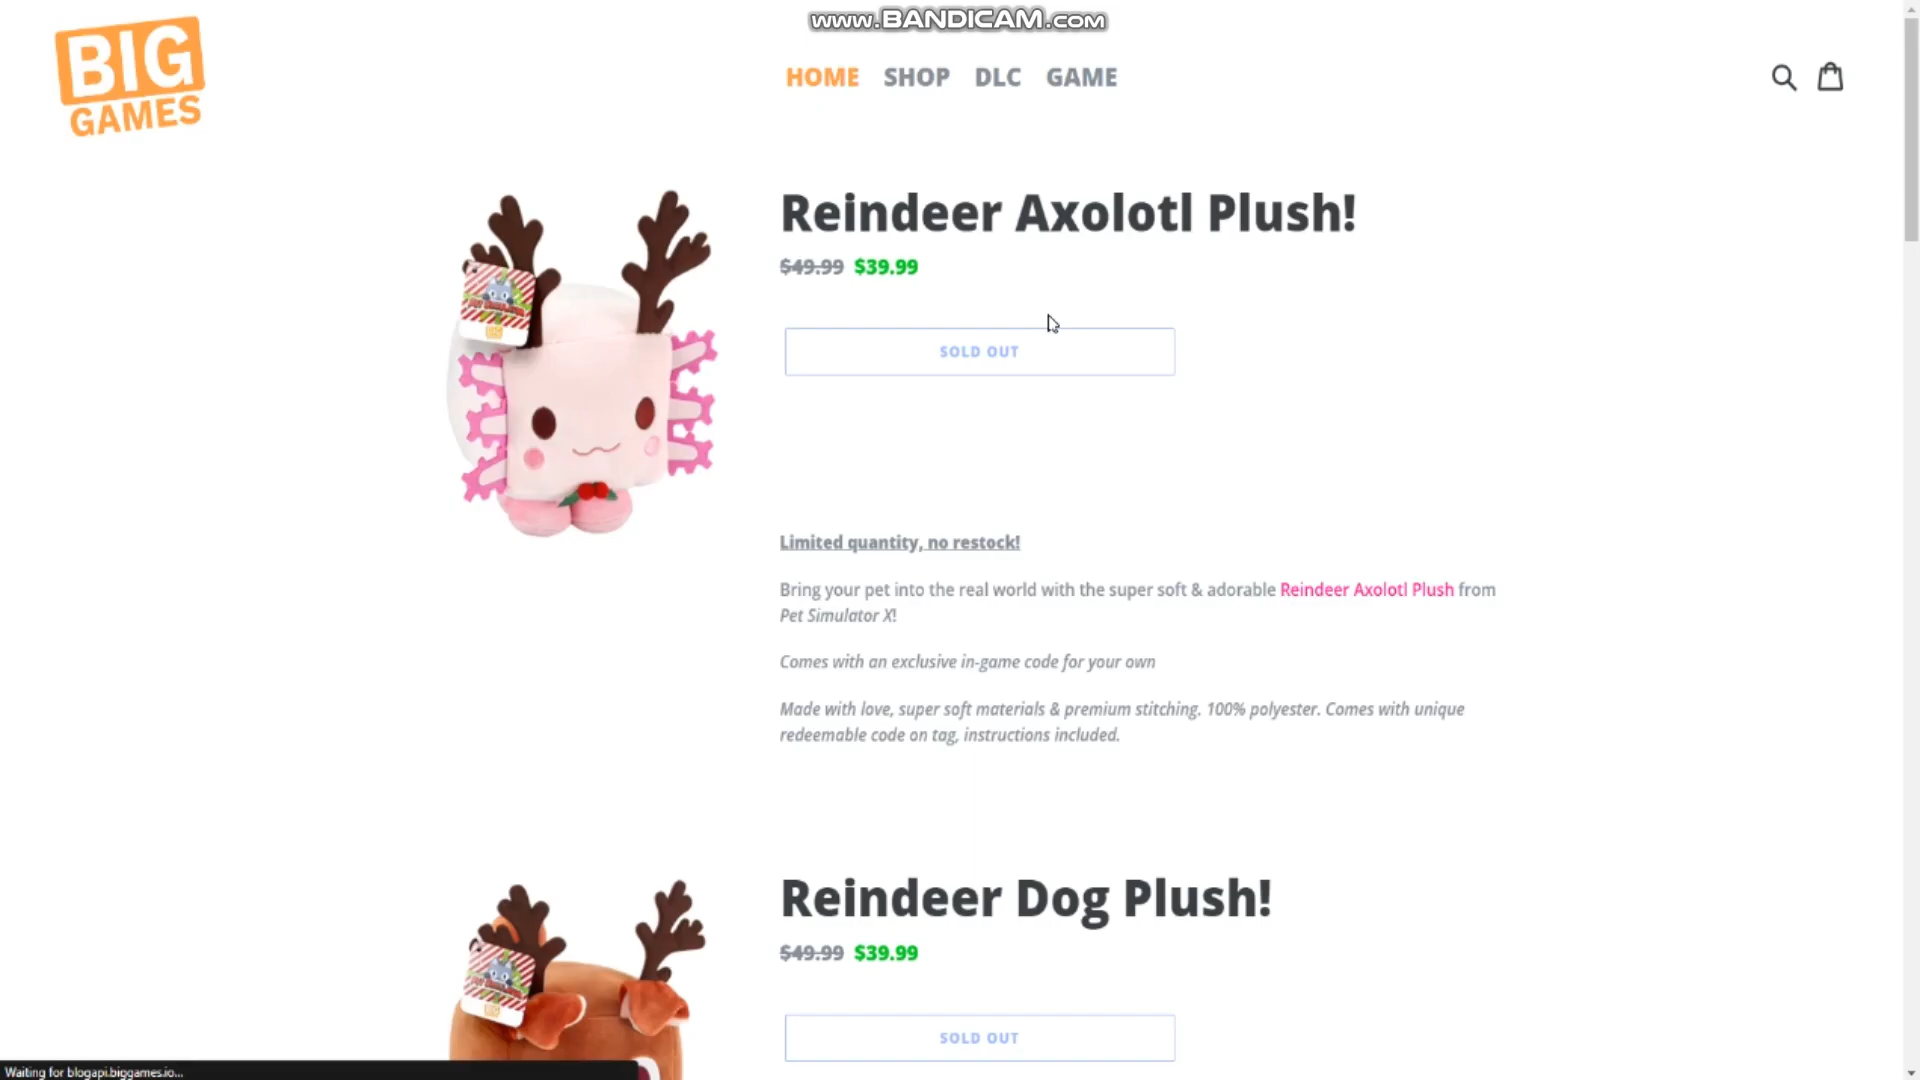 www.BANDICAM.com
BIG
GAMES
HOME SHOP DLC GAME
Reindeer Axolotl Plush!
$49.99 $39.99
SOLD OUT
Limited quantity, no restock!
Bring your pet into the real world with the super soft & adorable Reindeer Axolotl Plush from
Pet Simulator X!
Comes with an exclusive in-game code for your own
Made with love, super soft materials & premium stitching. 100% polyester. Comes with unique
redeemable code on tag, instructions included.
Reindeer Dog Plush!
$49.99 $39.99
SOLD OUT
Waiting for blogapi.biggames.io...